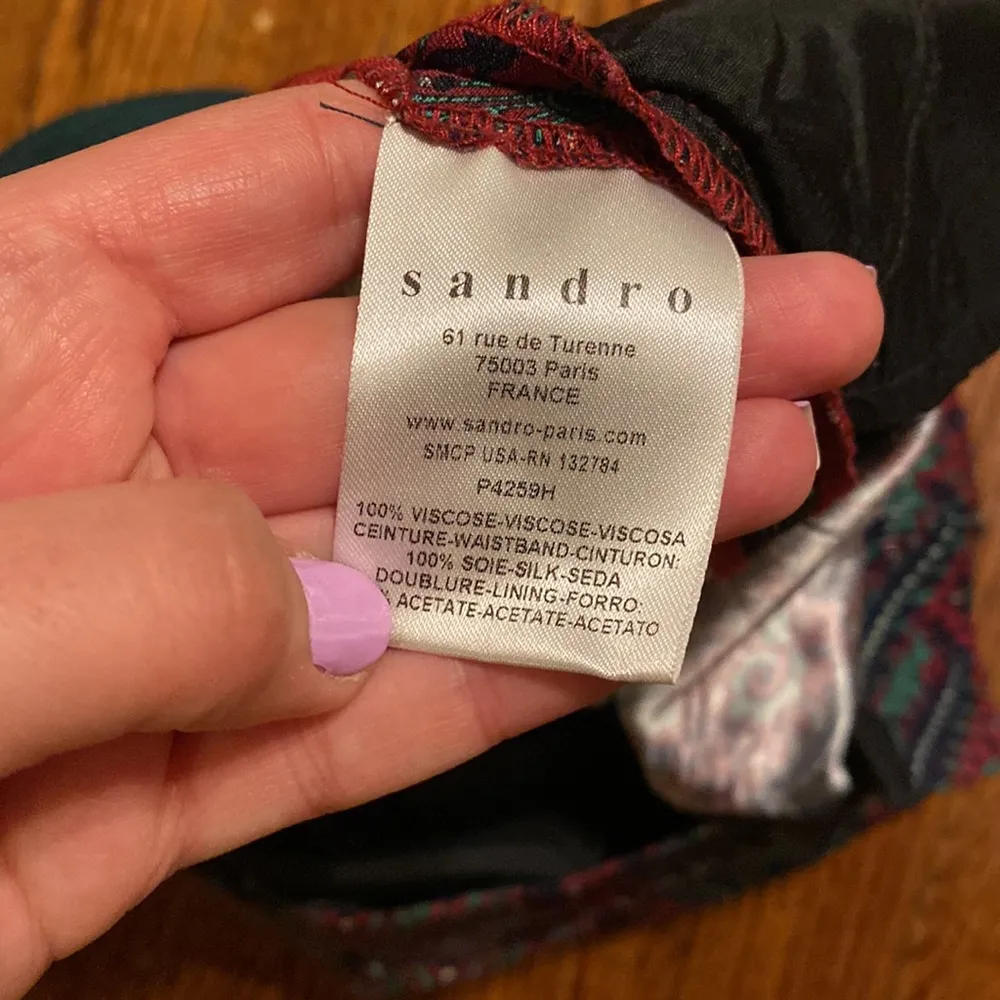 sandro
61 rue de Turenne
75003 Paris
FRANCE
www.sandro-paris.com
SMCP USA-RN 132784
P4259H
100% VISCOSE-VISCOSE-VISCOSA
CEINTURE-WAISTBAND-CINTURON:
100% SOIE-SILK-SEDA
DOUBLURE-LINING-FORRO:
ACETATE-ACETATE-ACETATO